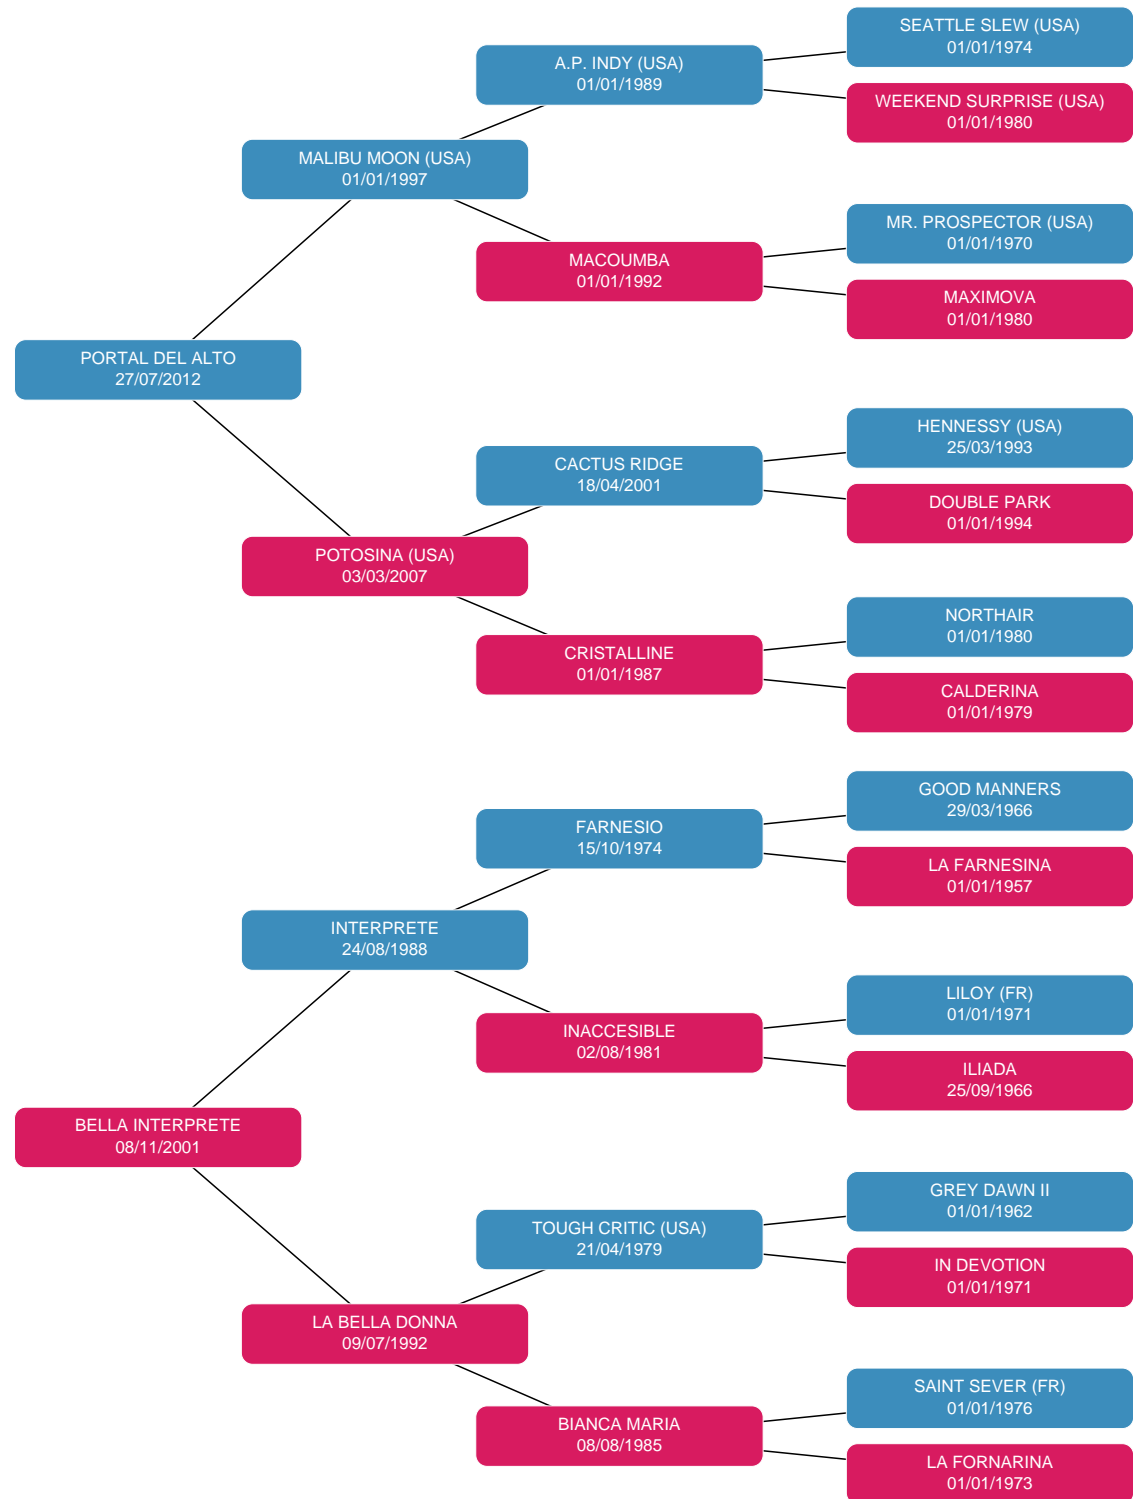 SEATTLE SLEW (USA)
01/01/1974
A.P. INDY (USA)
01/01/1989
WEEKEND SURPRISE (USA)
01/01/1980
MALIBU MOON (USA)
01/01/1997
MR. PROSPECTOR (USA)
01/01/1970
MACOUMBA
01/01/1992
MAXIMOVA
01/01/1980
PORTAL DEL ALTO
27/07/2012
HENNESSY (USA)
25/03/1993
CACTUS RIDGE
18/04/2001
DOUBLE PARK
01/01/1994
POTOSINA (USA)
03/03/2007
NORTHAIR
01/01/1980
CRISTALLINE
01/01/1987
CALDERINA
01/01/1979
GOOD MANNERS
29/03/1966
FARNESIO
15/10/1974
LA FARNESINA
01/01/1957
INTERPRETE
24/08/1988
LILOY (FR)
01/01/1971
INACCESIBLE
02/08/1981
ILIADA
25/09/1966
BELLA INTERPRETE
08/11/2001
GREY DAWN II
01/01/1962
TOUGH CRITIC (USA)
21/04/1979
IN DEVOTION
01/01/1971
LA BELLA DONNA
09/07/1992
SAINT SEVER (FR)
01/01/1976
BIANCA MARIA
08/08/1985
LA FORNARINA
01/01/1973